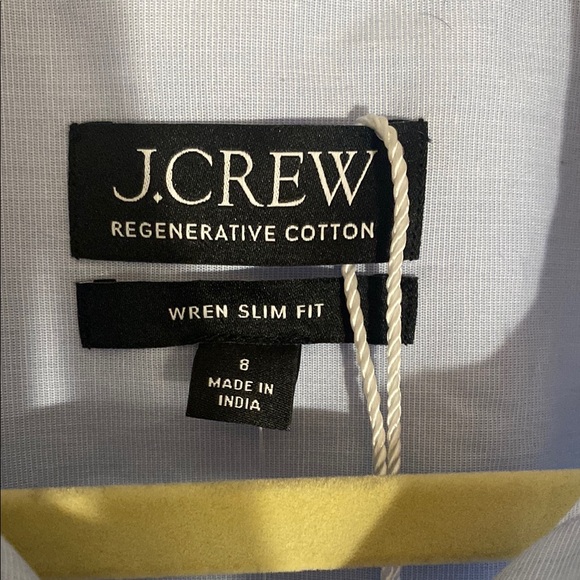 J.CREW
REGENERATIVE COTTON
WREN SLIM FIT
8
MADE IN
INDIA